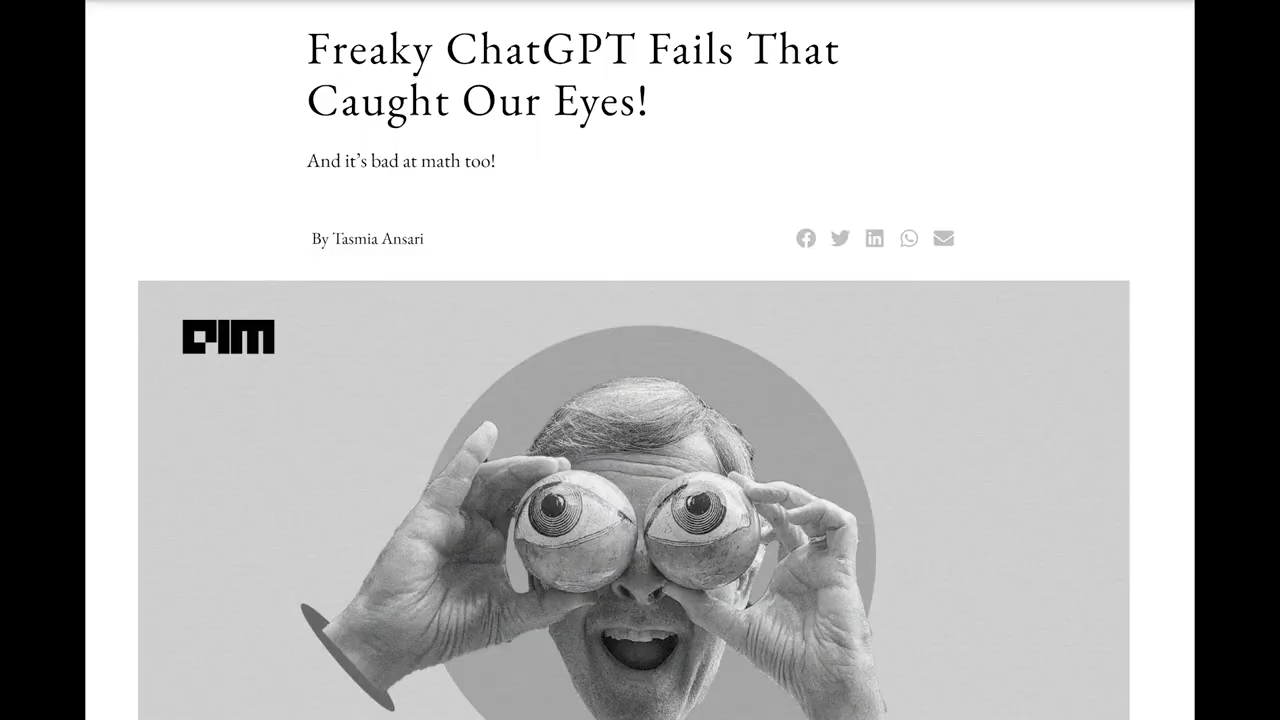 Freaky ChatGPT Fails That
Caught Our Eyes!
And it's bad at math too!
By Tasmia Ansari
AIM